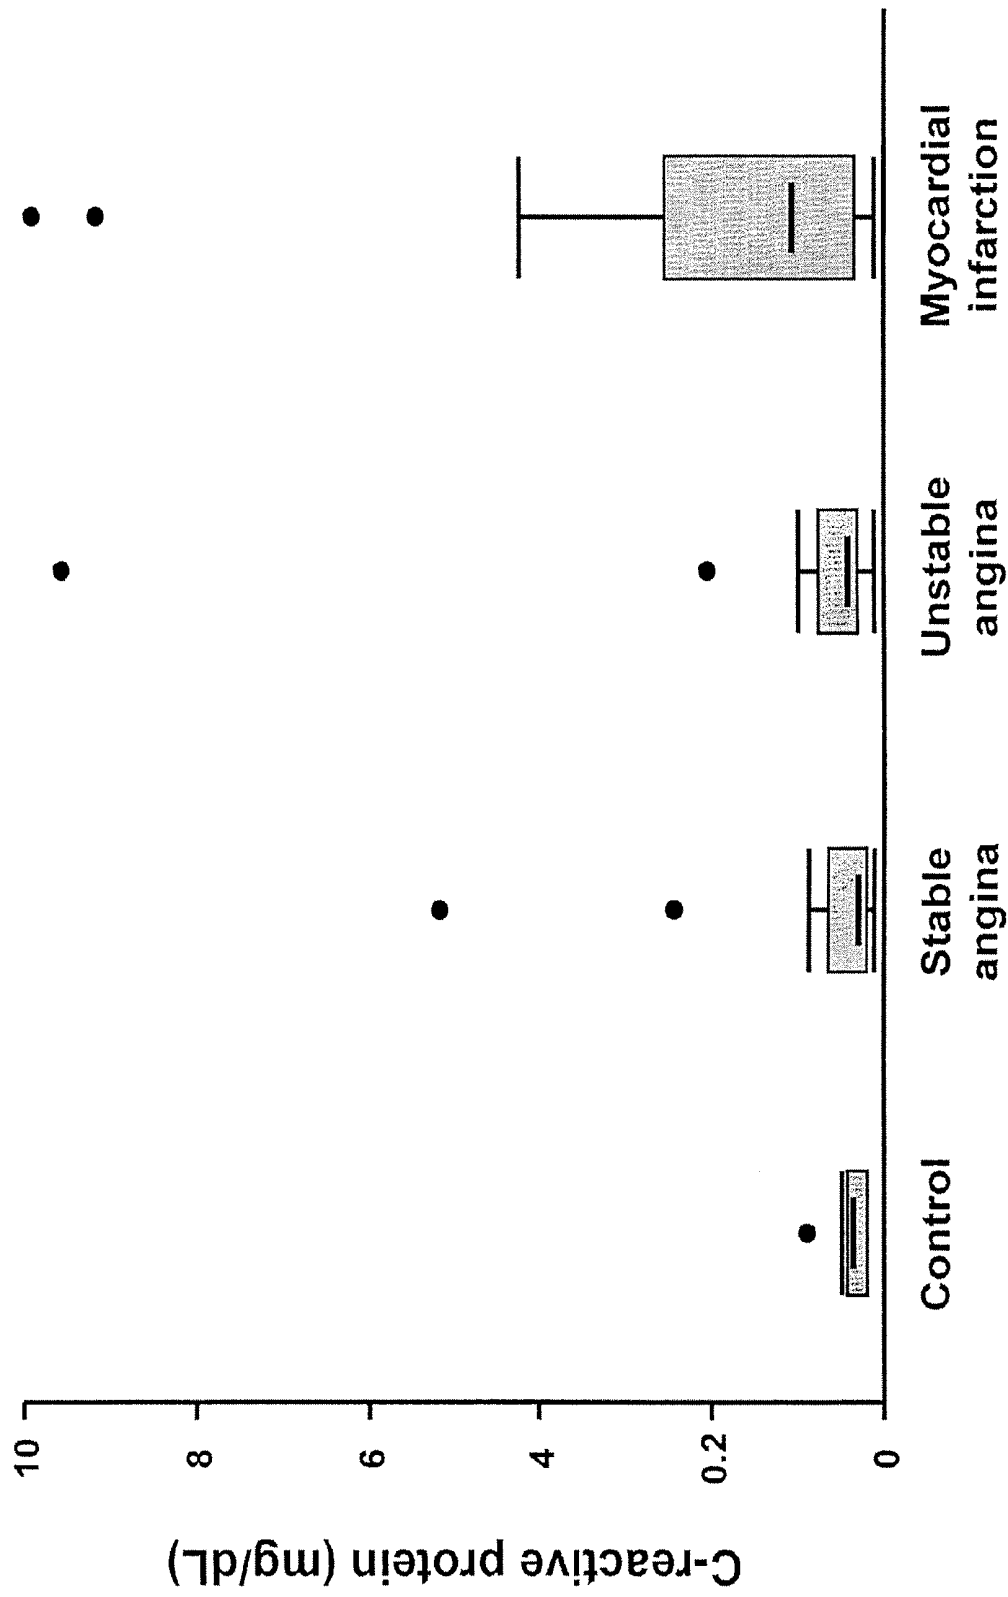 C-reactive protein (mg/dL)
10
8
6
4
0.2
0
Control
Stable
angina
Unstable
angina
Myocardial
infarction